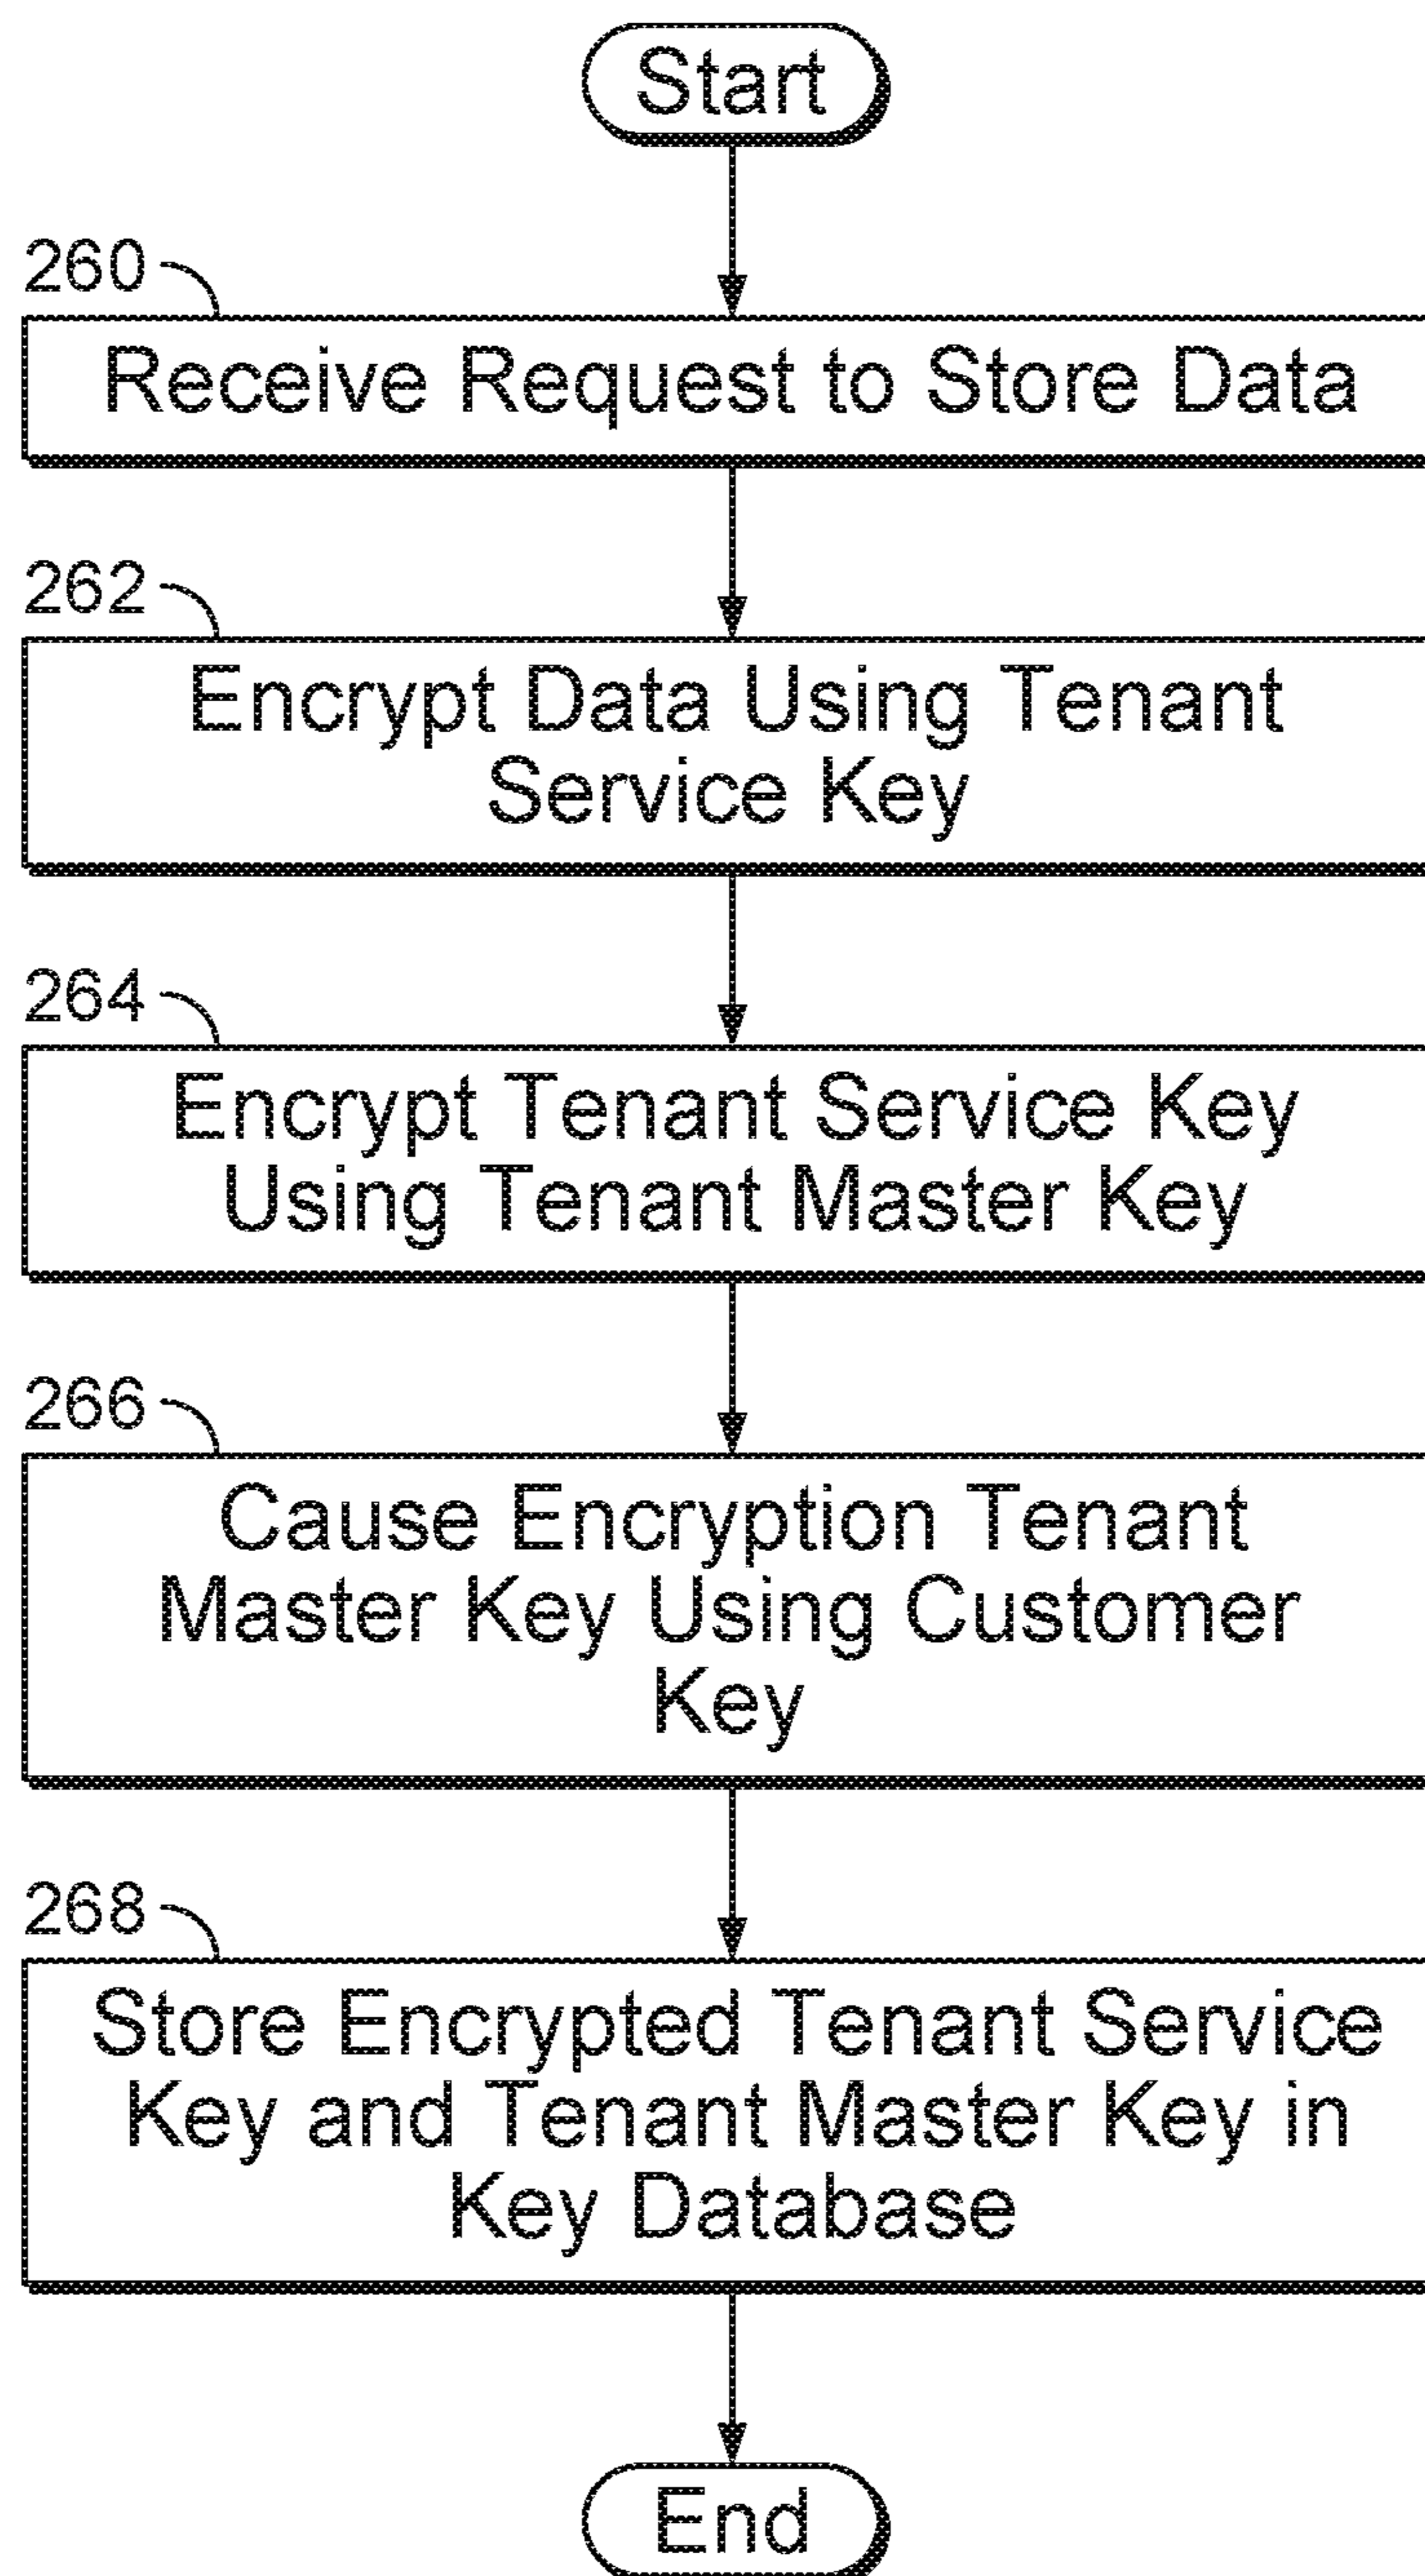 Start
260
Receive Request to Store Data
262
Encrypt Data Using Tenant
Service Key
264
Encrypt Tenant Service Key
Using Tenant Master Key
266
Cause Encryption Tenant
Master Key Using Customer
Key
268
Store Encrypted Tenant Service
Key and Tenant Master Key in
Key Database
End